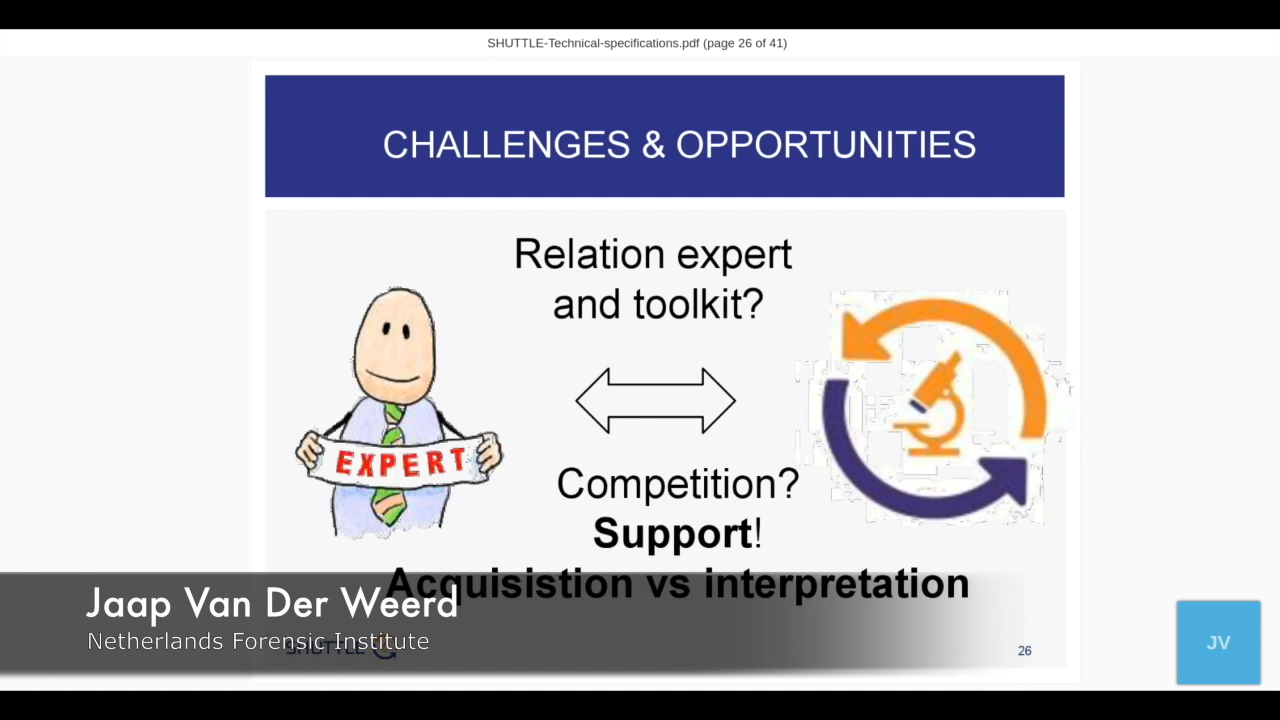 SHUTTLE-Technical-specifications.pdf (page 26 of 41)
CHALLENGES & OPPORTUNITIES
Relation expert
and toolkit?
EXPERT
Competition?
Support!
Acquisistion vs interpretation
Jaap Van Der Weerd
Netherlands Forensic Institute
SHUTTLE
26
JV